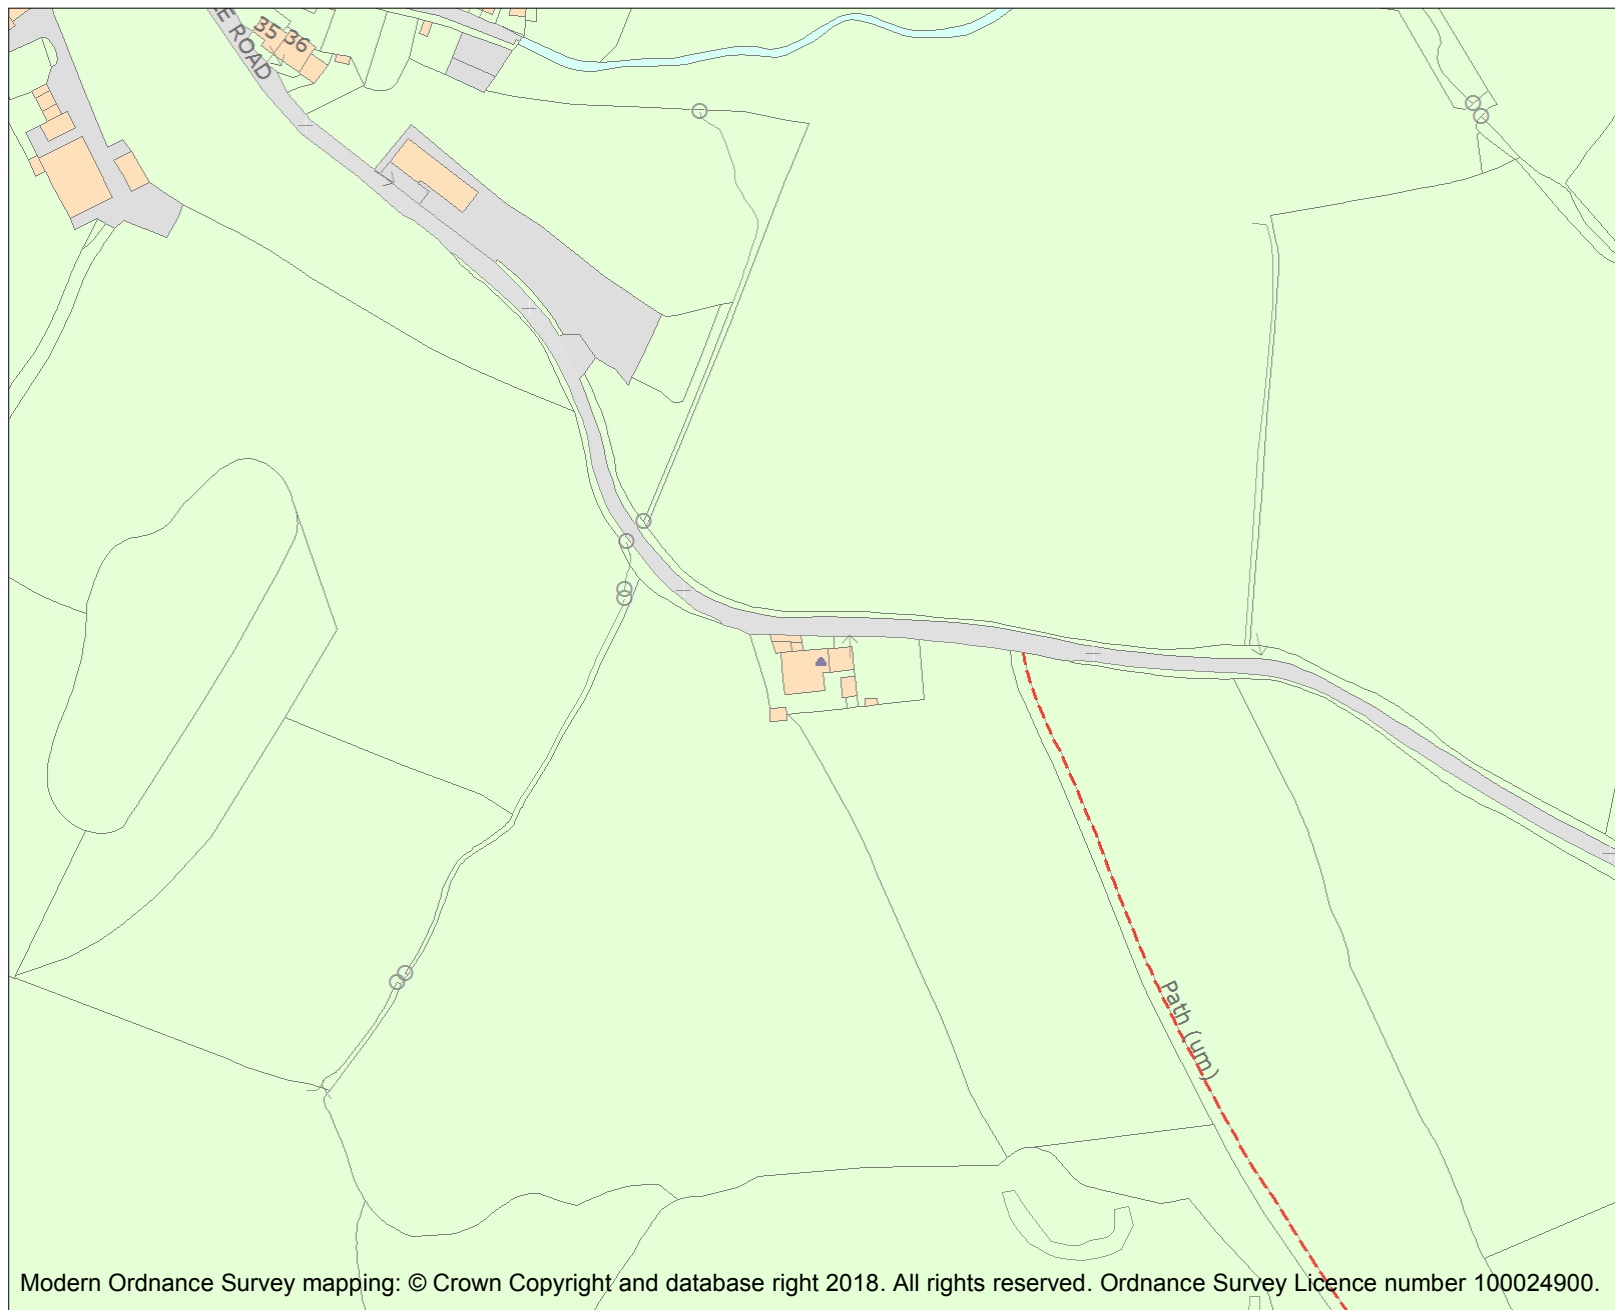 35 36
ROAD
Path (um)
Modern Ordnance Survey mapping: © Crown Copyright and database right 2018. All rights reserved. Ordnance Survey Licence number 100024900.